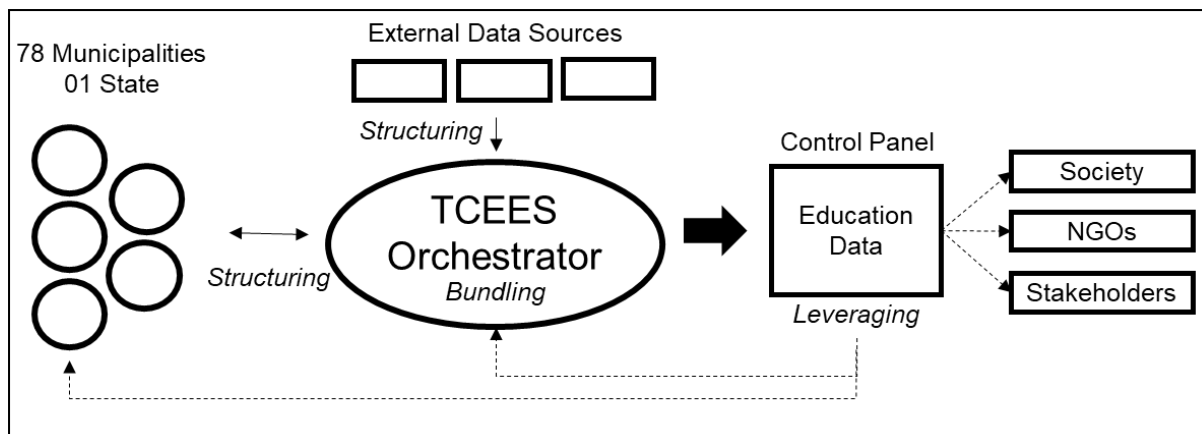 78 Municipalities
01 State
External Data Sources
Structuring
Structuring
TCEES
Orchestrator
Bundling
Control Panel
Education
Data
Leveraging
Society
NGOs
Stakeholders